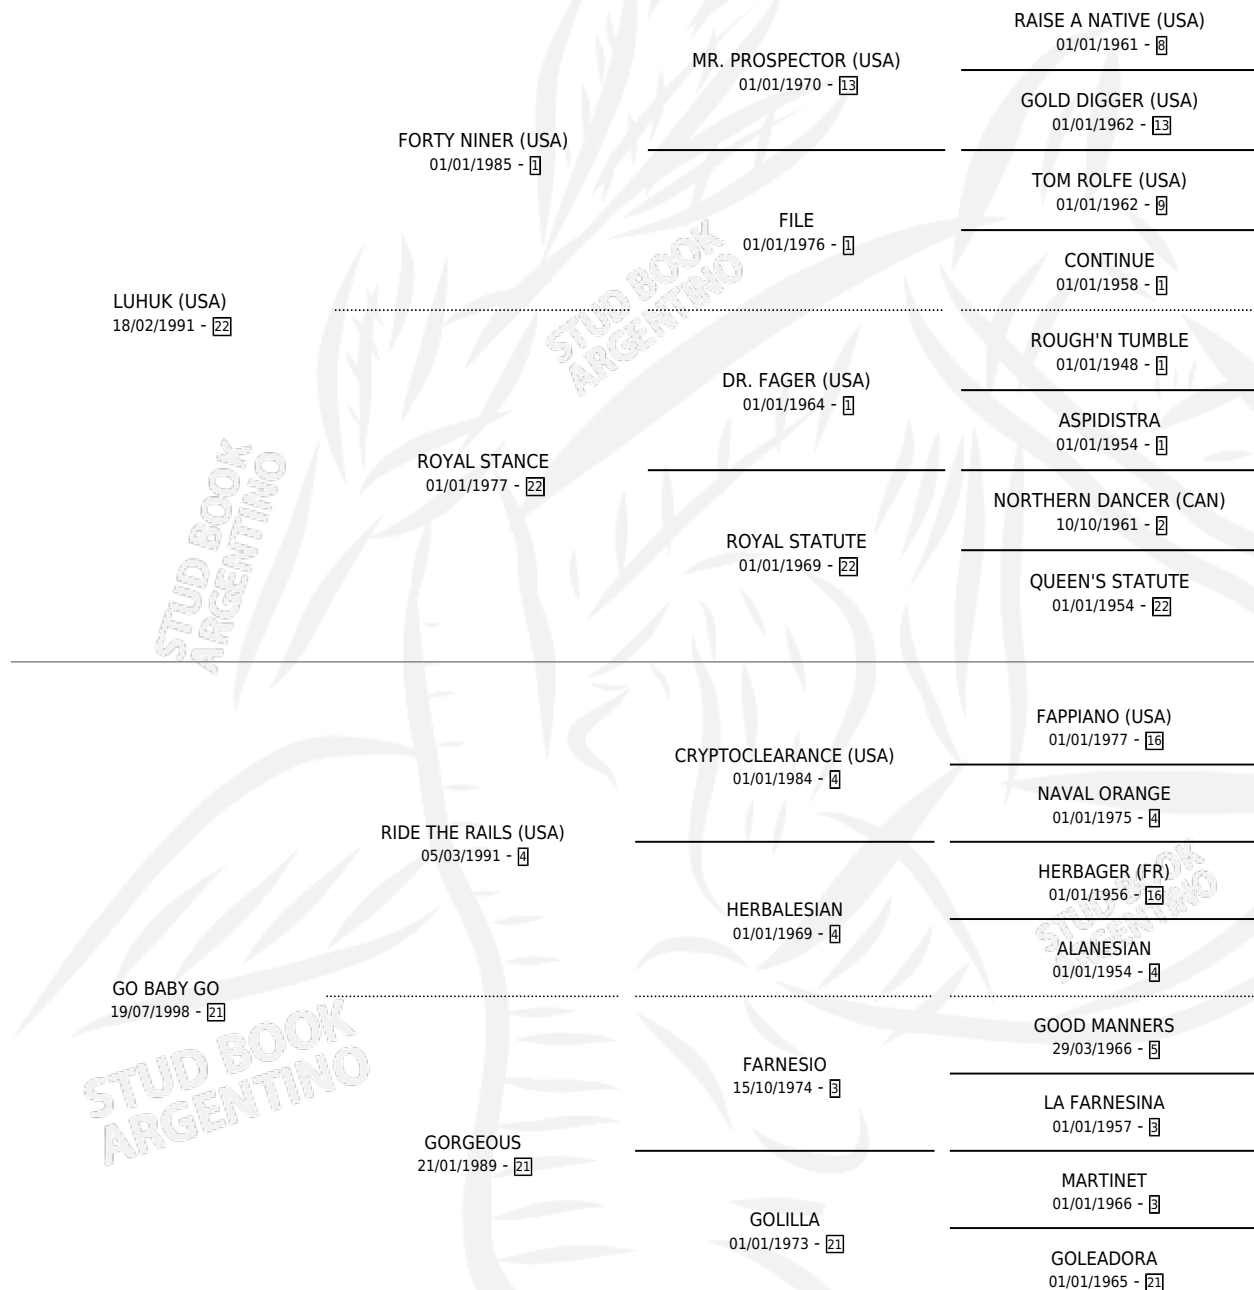 RAISE A NATIVE (USA)
01/01/1961 - 8
MR. PROSPECTOR (USA)
01/01/1970 - 13
GOLD DIGGER (USA)
01/01/1962 - 13
FORTY NINER (USA)
01/01/1985 - 1
TOM ROLFE (USA)
01/01/1962 - 9
FILE
01/01/1976 - 1
CONTINUE
01/01/1958 - 1
LUHUK (USA)
18/02/1991 - 22
ROUGH'N TUMBLE
01/01/1948 - 1
DR. FAGER (USA)
01/01/1964 - 1
ASPIDISTRA
01/01/1954 - 1
ROYAL STANCE
01/01/1977 - 22
NORTHERN DANCER (CAN)
10/10/1961 - 2
ROYAL STATUTE
01/01/1969 - 22
QUEEN'S STATUTE
01/01/1954 - 22
FAPPIANO (USA)
01/01/1977 - 16
CRYPTOCLEARANCE (USA)
01/01/1984 - 4
NAVAL ORANGE
01/01/1975 - 4
RIDE THE RAILS (USA)
05/03/1991 - 4
HERBAGER (FR)
01/01/1956 - 16
HERBALESIAN
01/01/1969 - 4
ALANESIAN
01/01/1954 - 4
GO BABY GO
19/07/1998 - 21
GOOD MANNERS
29/03/1966 - 5
FARNESIO
15/10/1974 - 3
LA FARNESINA
01/01/1957 - 3
GORGEOUS
21/01/1989 - 21
MARTINET
01/01/1966 - 3
GOLILLA
01/01/1973 - 21
GOLEADORA
01/01/1965 - 21
STUD BOOK
ARGENTINO
STUD BOOK
ARGENTINO
STUD BOOK
ARGENTINO
STUD BOOK
ARGENTINO